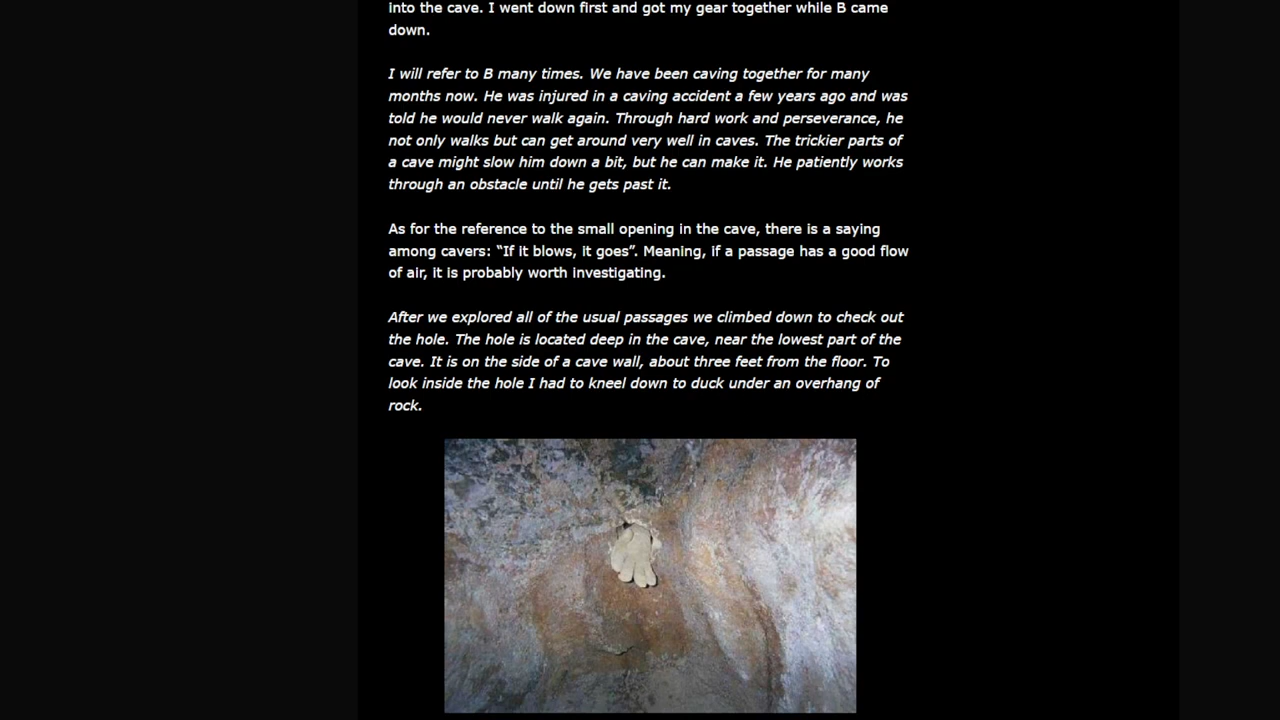 into the cave. I went down first and got my gear together while B came
down.
I will refer to B many times. We have been caving together for many
months now. He was injured in a caving accident a few years ago and was
told he would never walk again. Through hard work and perseverance, he
not only walks but can get around very well in caves. The trickier parts of
a cave might slow him down a bit, but he can make it. He patiently works
through an obstacle until he gets past it.
As for the reference to the small opening in the cave, there is a saying
among cavers: “If it blows, it goes”. Meaning, if a passage has a good flow
of air, it is probably worth investigating.
After we explored all of the usual passages we climbed down to check out
the hole. The hole is located deep in the cave, near the lowest part of the
cave. It is on the side of a cave wall, about three feet from the floor. To
look inside the hole I had to kneel down to duck under an overhang of
rock.